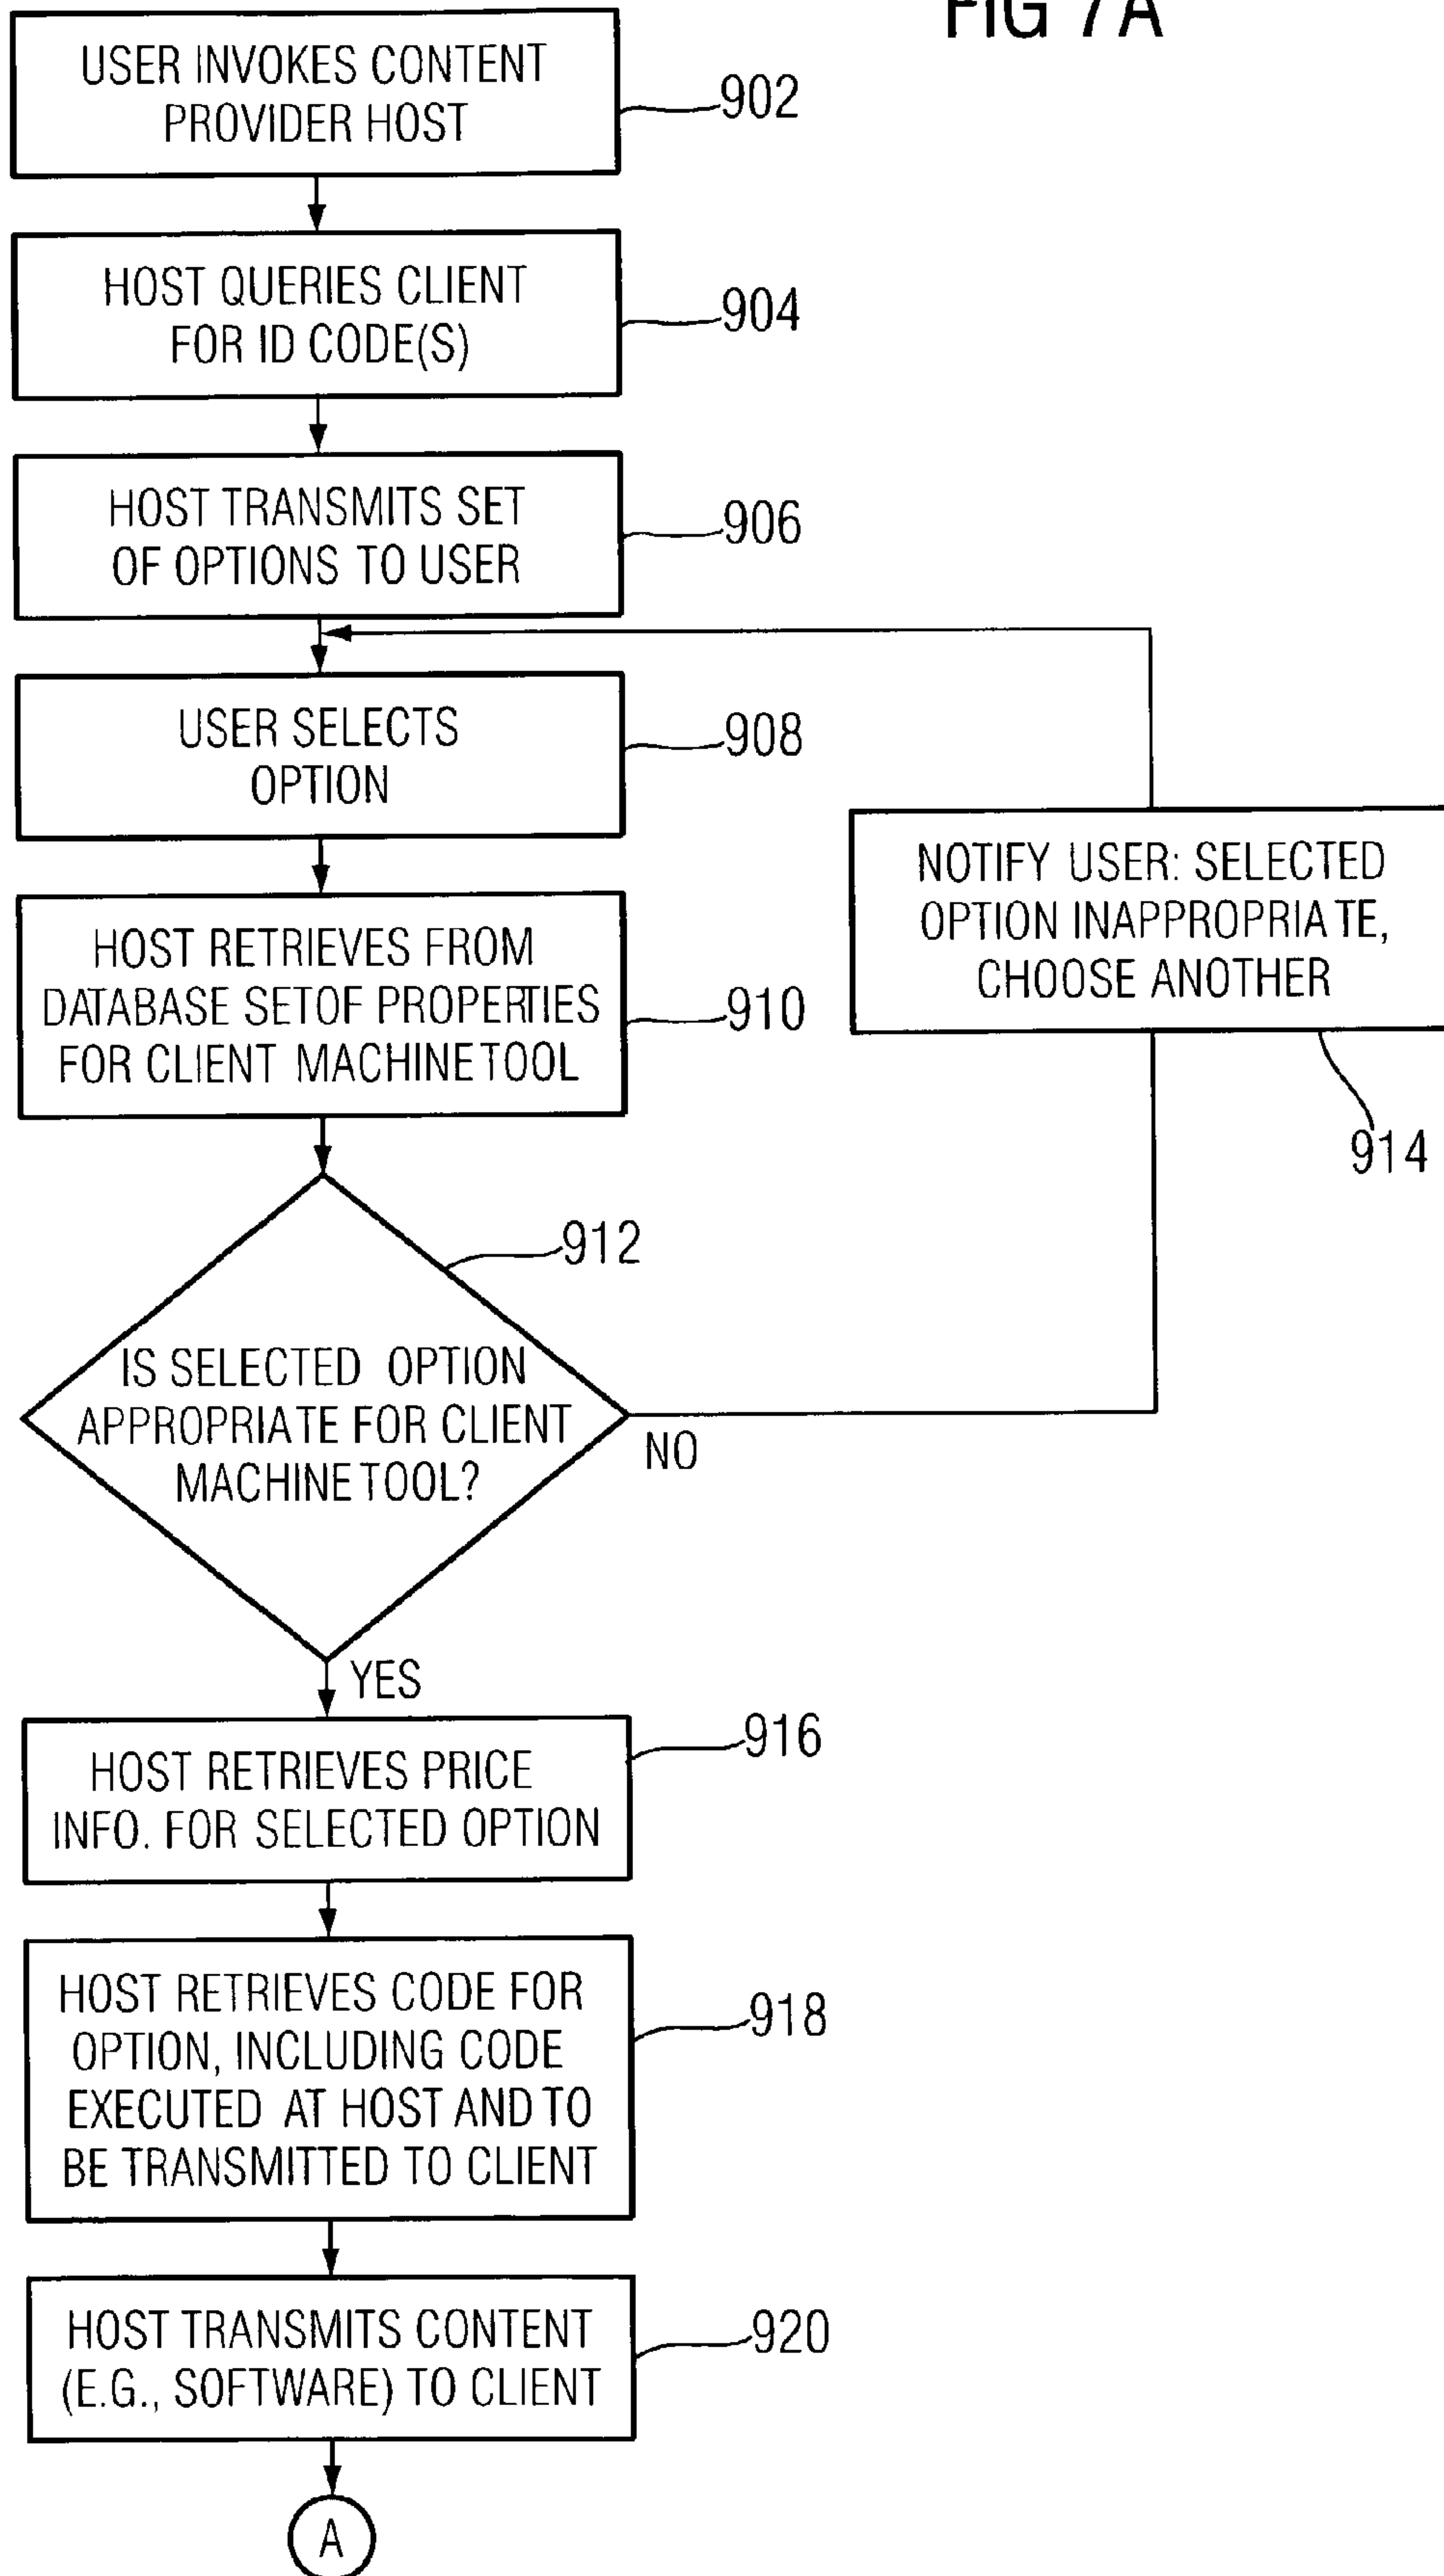 FIG 7A
USER INVOKES CONTENT
PROVIDER HOST
902
HOST QUERIES CLIENT
FOR ID CODE(S)
904
HOST TRANSMITS SET
OF OPTIONS TO USER
906
USER SELECTS
OPTION
908
NOTIFY USER: SELECTED
OPTION INAPPROPRIATE,
CHOOSE ANOTHER
914
HOST RETRIEVES FROM
DATABASE SETOF PROPERTIES
FOR CLIENT MACHINETOOL
910
912
IS SELECTED OPTION
APPROPRIATE FOR CLIENT
MACHINETOOL?
NO
YES
HOST RETRIEVES PRICE
INFO. FOR SELECTED OPTION
916
HOST RETRIEVES CODE FOR
OPTION, INCLUDING CODE
EXECUTED AT HOST AND TO
BE TRANSMITTED TO CLIENT
918
HOST TRANSMITS CONTENT
(E.G., SOFTWARE) TO CLIENT
920
A